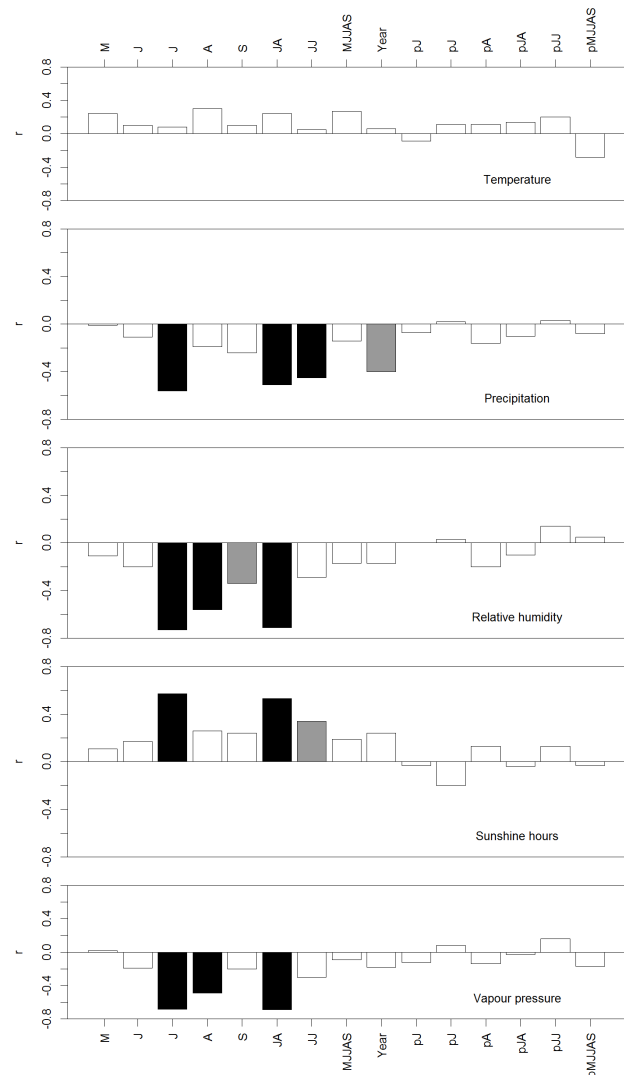 M J J A S JA JJ MJJAS Year pJ pJ pA pJA pJJ pMJJAS
0.8
0.4
0.0
-0.4
-0.8
r
Temperature
0.8
0.4
0.0
-0.4
-0.8
r
Precipitation
0.8
0.4
0.0
-0.4
-0.8
r
Relative humidity
0.8
0.4
0.0
-0.4
-0.8
r
Sunshine hours
0.8
0.4
0.0
-0.4
-0.8
r
Vapour pressure
M J J A S JA JJ MJJAS Year pJ pJ pA pJA pJJ pMJJAS